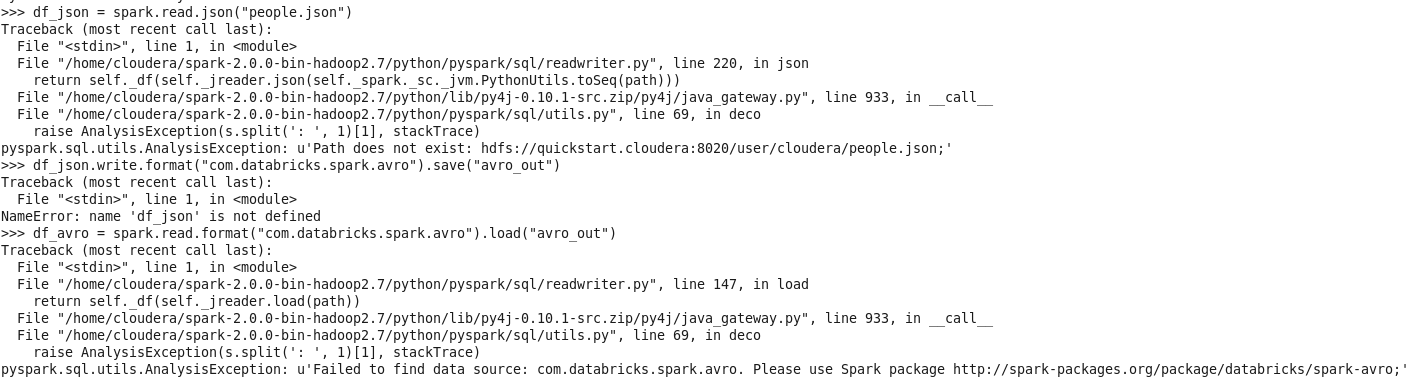 >>> df_json = spark.read.json("people.json")
Traceback (most recent call last):
  File "<stdin>", line 1, in <module>
  File "/home/cloudera/spark-2.0.0-bin-hadoop2.7/python/pyspark/sql/readwriter.py", line 220, in json
    return self._df(self._jreader.json(self._spark._sc._jvm.PythonUtils.toSeq(path)))
  File "/home/cloudera/spark-2.0.0-bin-hadoop2.7/python/lib/py4j-0.10.1-src.zip/py4j/java_gateway.py", line 933, in __call__
  File "/home/cloudera/spark-2.0.0-bin-hadoop2.7/python/pyspark/sql/utils.py", line 69, in deco
    raise AnalysisException(s.split(': ', 1)[1], stackTrace)
pyspark.sql.utils.AnalysisException: u'Path does not exist: hdfs://quickstart.cloudera:8020/user/cloudera/people.json;'
>>> df_json.write.format("com.databricks.spark.avro").save("avro_out")
Traceback (most recent call last):
  File "<stdin>", line 1, in <module>
NameError: name 'df_json' is not defined
>>> df_avro = spark.read.format("com.databricks.spark.avro").load("avro_out")
Traceback (most recent call last):
  File "<stdin>", line 1, in <module>
  File "/home/cloudera/spark-2.0.0-bin-hadoop2.7/python/pyspark/sql/readwriter.py", line 147, in load
    return self._df(self._jreader.load(path))
  File "/home/cloudera/spark-2.0.0-bin-hadoop2.7/python/lib/py4j-0.10.1-src.zip/py4j/java_gateway.py", line 933, in __call__
  File "/home/cloudera/spark-2.0.0-bin-hadoop2.7/python/pyspark/sql/utils.py", line 69, in deco
    raise AnalysisException(s.split(': ', 1)[1], stackTrace)
pyspark.sql.utils.AnalysisException: u'Failed to find data source: com.databricks.spark.avro. Please use Spark package http://spark-packages.org/package/databricks/spark-avro;'